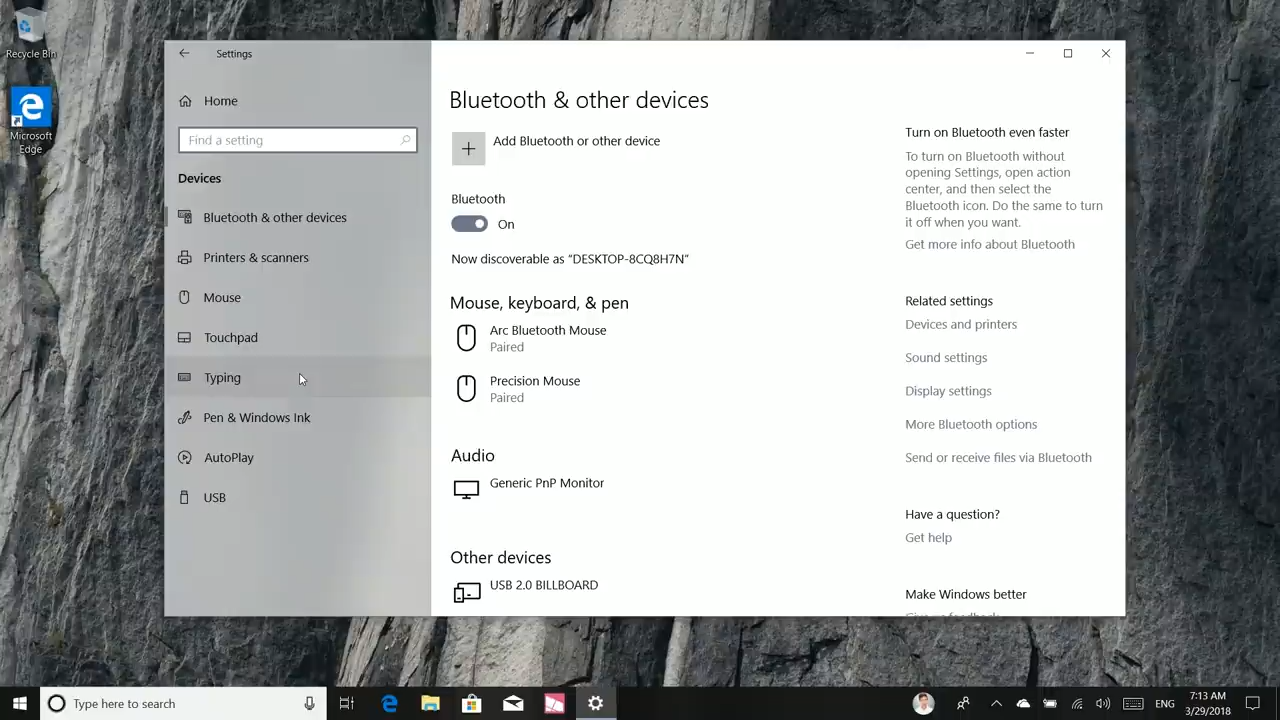 Recycle Bin
Microsoft
Edge
Settings
Home
Find a setting
Devices
Bluetooth & other devices
Printers & scanners
Mouse
Touchpad
Typing
Pen & Windows Ink
AutoPlay
USB
Bluetooth & other devices
Add Bluetooth or other device
Bluetooth
On
Now discoverable as “DESKTOP-8CQ8H7N”
Mouse, keyboard, & pen
Arc Bluetooth Mouse
Paired
Precision Mouse
Paired
Audio
Generic PnP Monitor
Other devices
USB 2.0 BILLBOARD
Turn on Bluetooth even faster
To turn on Bluetooth without
opening Settings, open action
center, and then select the
Bluetooth icon. Do the same to turn
it off when you want.
Get more info about Bluetooth
Related settings
Devices and printers
Sound settings
Display settings
More Bluetooth options
Send or receive files via Bluetooth
Have a question?
Get help
Make Windows better
Type here to search
ENG
7:13 AM
3/29/2018